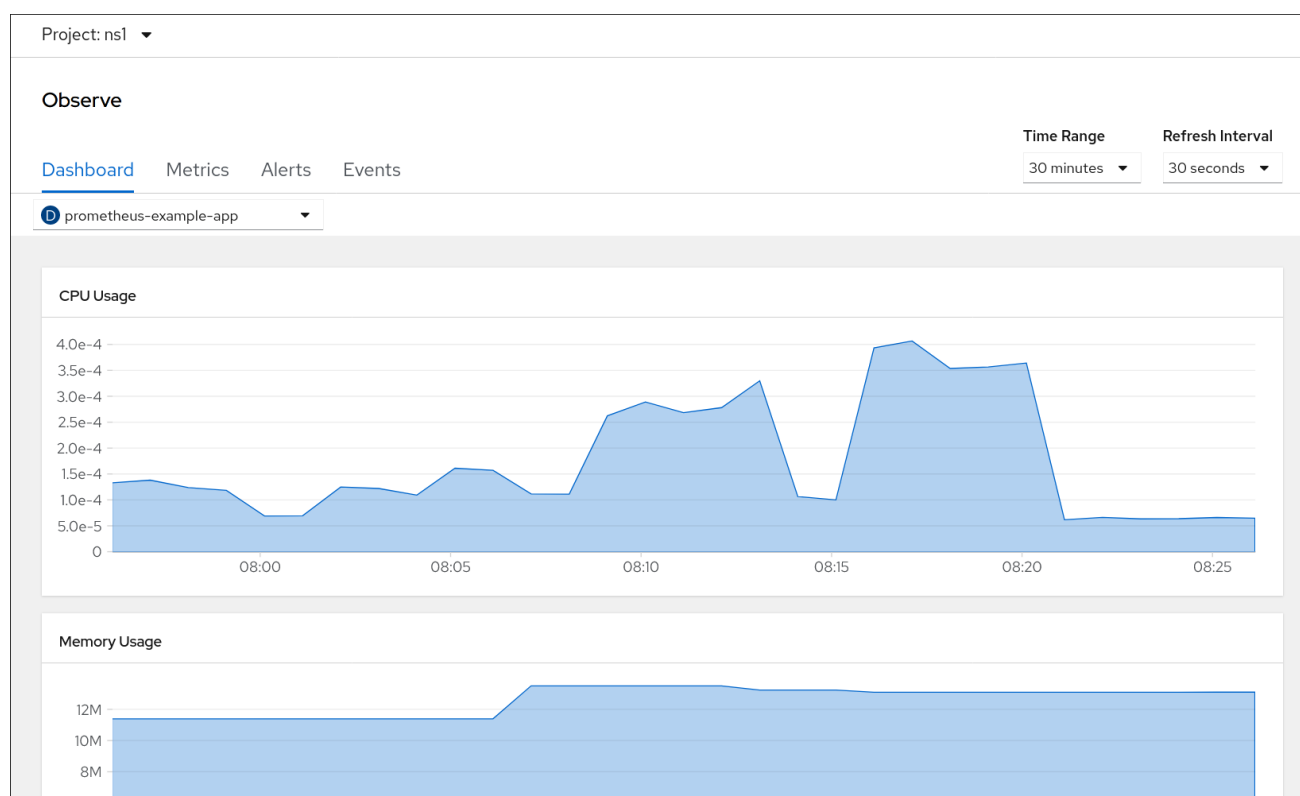 Project: ns1
Observe
Time Range Refresh Interval
Dashboard Metrics Alerts Events 30 minutes 30 seconds
D prometheus-example-app
CPU Usage
4.0e-4
3.5e-4
3.0e-4
2.5e-4
2.0e-4
1.5e-4
1.0e-4
5.0e-5
0
08:00 08:05 08:10 08:15 08:20 08:25
Memory Usage
12M
10M
8M